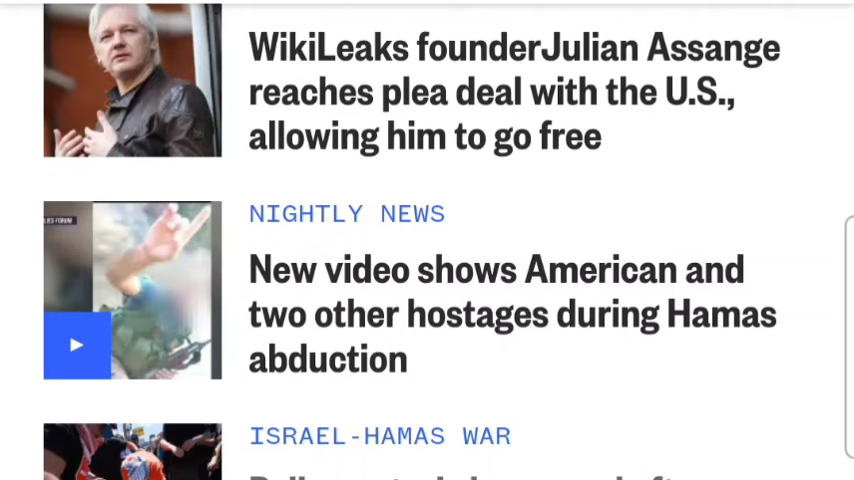 WikiLeaks founderJulian Assange
reaches plea deal with the U.S.,
allowing him to go free
NIGHTLY NEWS
New video shows American and
two other hostages during Hamas
abduction
ISRAEL-HAMAS WAR